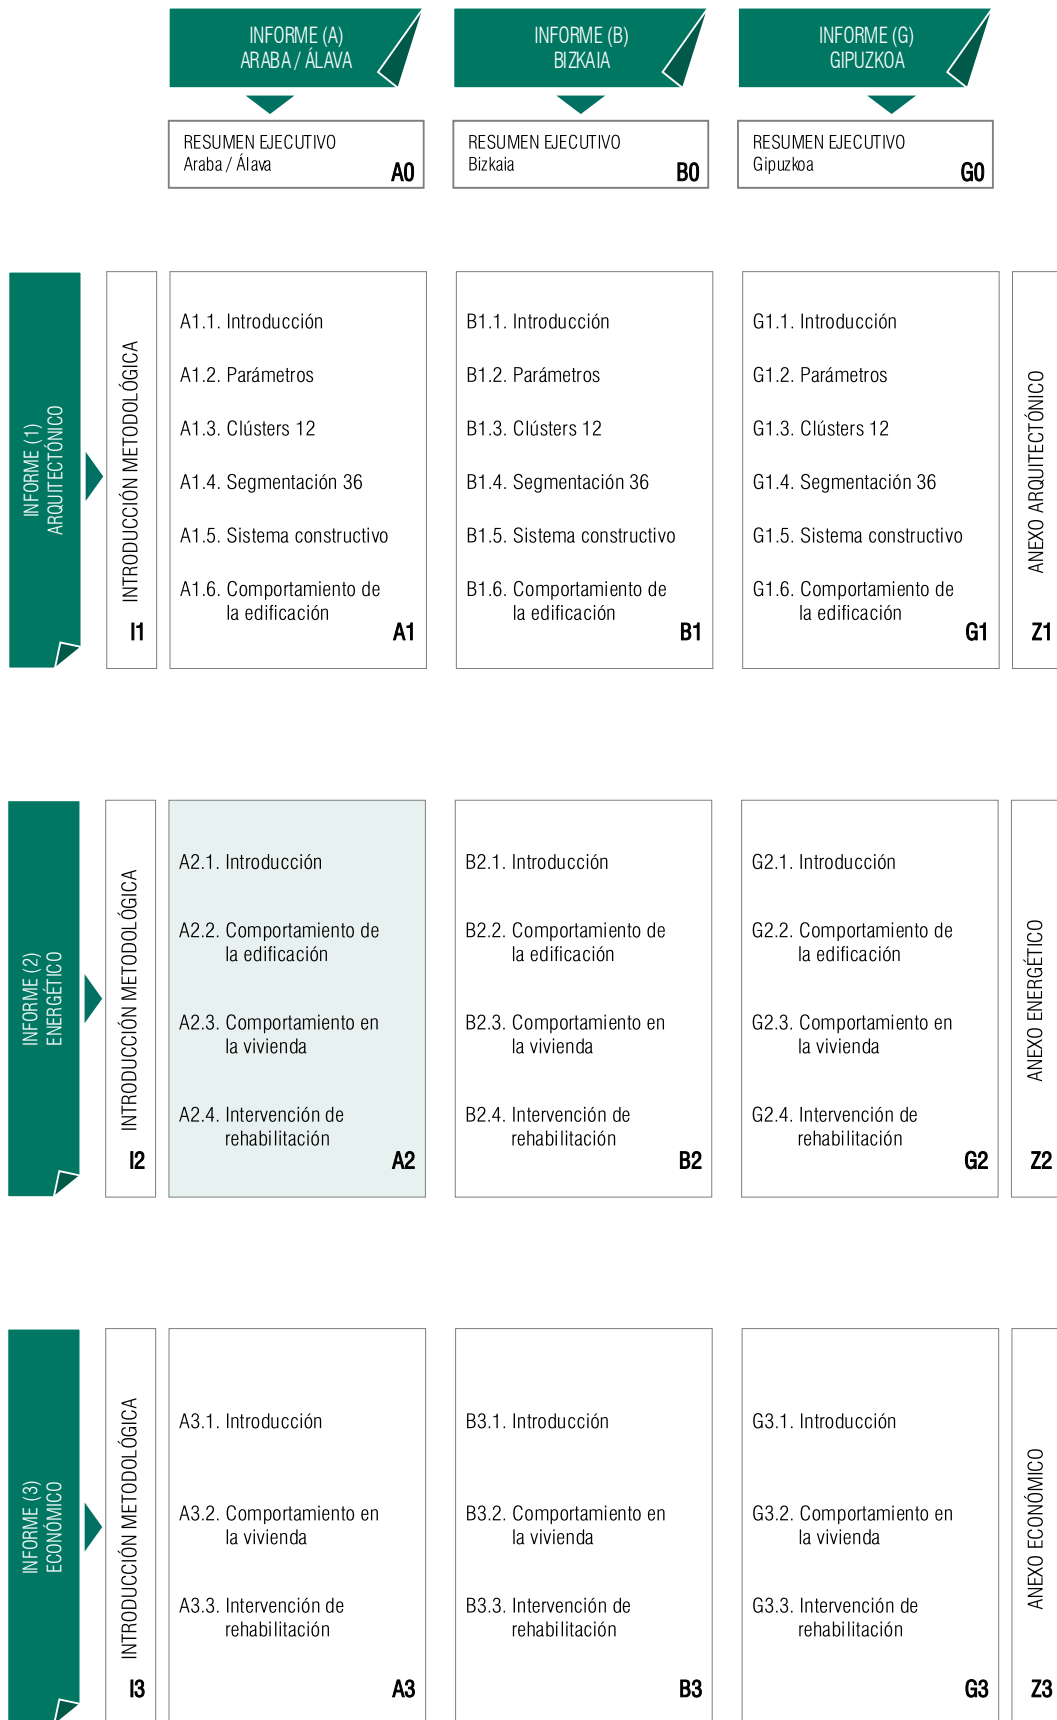 INFORME (A)
ARABA / ÁLAVA
INFORME (B)
BIZKAIA
INFORME (G)
GIPUZKOA
RESUMEN EJECUTIVO
Araba / Álava
A0
RESUMEN EJECUTIVO
Bizkaia
B0
RESUMEN EJECUTIVO
Gipuzkoa
G0
INFORME (1)
ARQUITECTÓNICO
INTRODUCCIÓN METODOLÓGICA
I1
A1.1. Introducción
A1.2. Parámetros
A1.3. Clústers 12
A1.4. Segmentación 36
A1.5. Sistema constructivo
A1.6. Comportamiento de
la edificación
A1
B1.1. Introducción
B1.2. Parámetros
B1.3. Clústers 12
B1.4. Segmentación 36
B1.5. Sistema constructivo
B1.6. Comportamiento de
la edificación
B1
G1.1. Introducción
G1.2. Parámetros
G1.3. Clústers 12
G1.4. Segmentación 36
G1.5. Sistema constructivo
G1.6. Comportamiento de
la edificación
G1
ANEXO ARQUITECTÓNICO
Z1
INFORME (2)
ENERGÉTICO
INTRODUCCIÓN METODOLÓGICA
I2
A2.1. Introducción
A2.2. Comportamiento de
la edificación
A2.3. Comportamiento en
la vivienda
A2.4. Intervención de
rehabilitación
A2
B2.1. Introducción
B2.2. Comportamiento de
la edificación
B2.3. Comportamiento en
la vivienda
B2.4. Intervención de
rehabilitación
B2
G2.1. Introducción
G2.2. Comportamiento de
la edificación
G2.3. Comportamiento en
la vivienda
G2.4. Intervención de
rehabilitación
G2
ANEXO ENERGÉTICO
Z2
INFORME (3)
ECONÓMICO
INTRODUCCIÓN METODOLÓGICA
I3
A3.1. Introducción
A3.2. Comportamiento en
la vivienda
A3.3. Intervención de
rehabilitación
A3
B3.1. Introducción
B3.2. Comportamiento en
la vivienda
B3.3. Intervención de
rehabilitación
B3
G3.1. Introducción
G3.2. Comportamiento en
la vivienda
G3.3. Intervención de
rehabilitación
G3
ANEXO ECONÓMICO
Z3